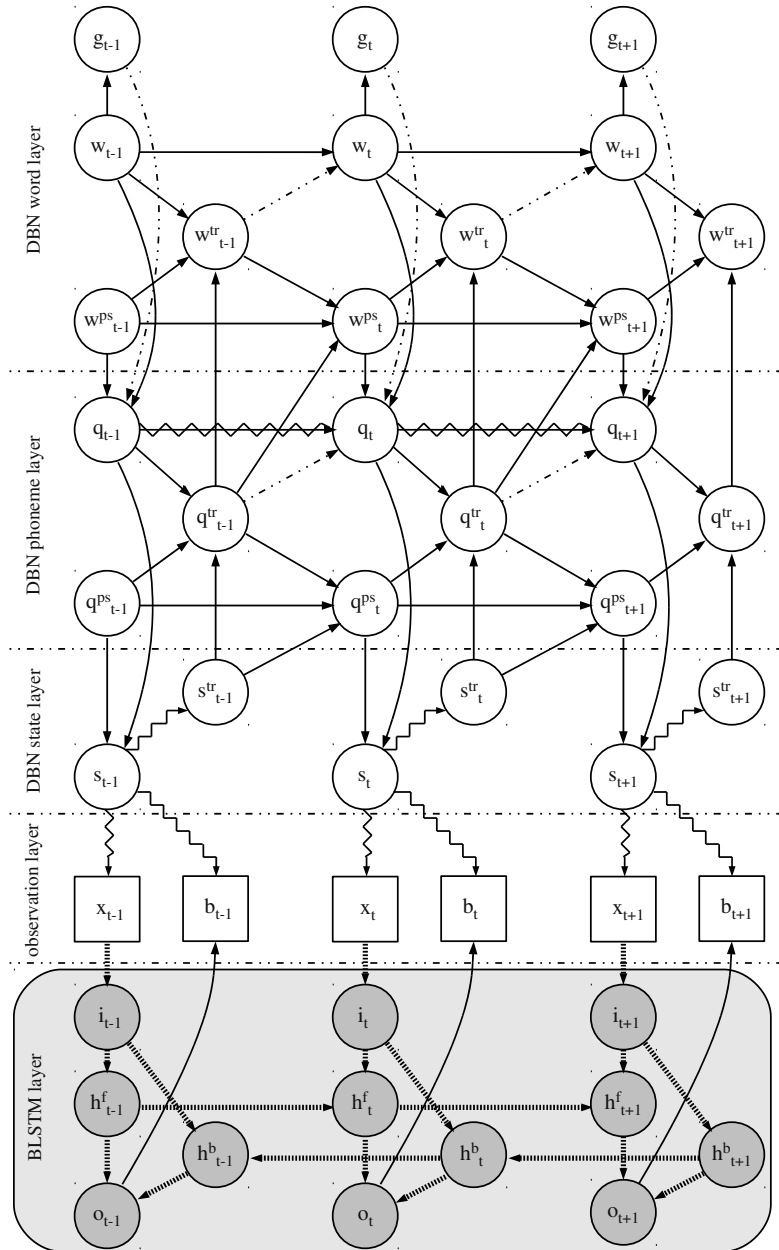 g_{t-1} g_t g_{t+1}
DBN word layer
w_{t-1} w_t w_{t+1}
w^{tr}_{t-1} w^{tr}_t w^{tr}_{t+1}
w^{ps}_{t-1} w^{ps}_t w^{ps}_{t+1}
DBN phoneme layer
q_{t-1} q_t q_{t+1}
q^{tr}_{t-1} q^{tr}_t q^{tr}_{t+1}
q^{ps}_{t-1} q^{ps}_t q^{ps}_{t+1}
DBN state layer
s^{tr}_{t-1} s^{tr}_t s^{tr}_{t+1}
s_{t-1} s_t s_{t+1}
observation layer
x_{t-1} b_{t-1} x_t b_t x_{t+1} b_{t+1}
BLSTM layer
i_{t-1} i_t i_{t+1}
h^f_{t-1} h^f_t h^f_{t+1}
h^b_{t-1} h^b_t h^b_{t+1}
o_{t-1} o_t o_{t+1}